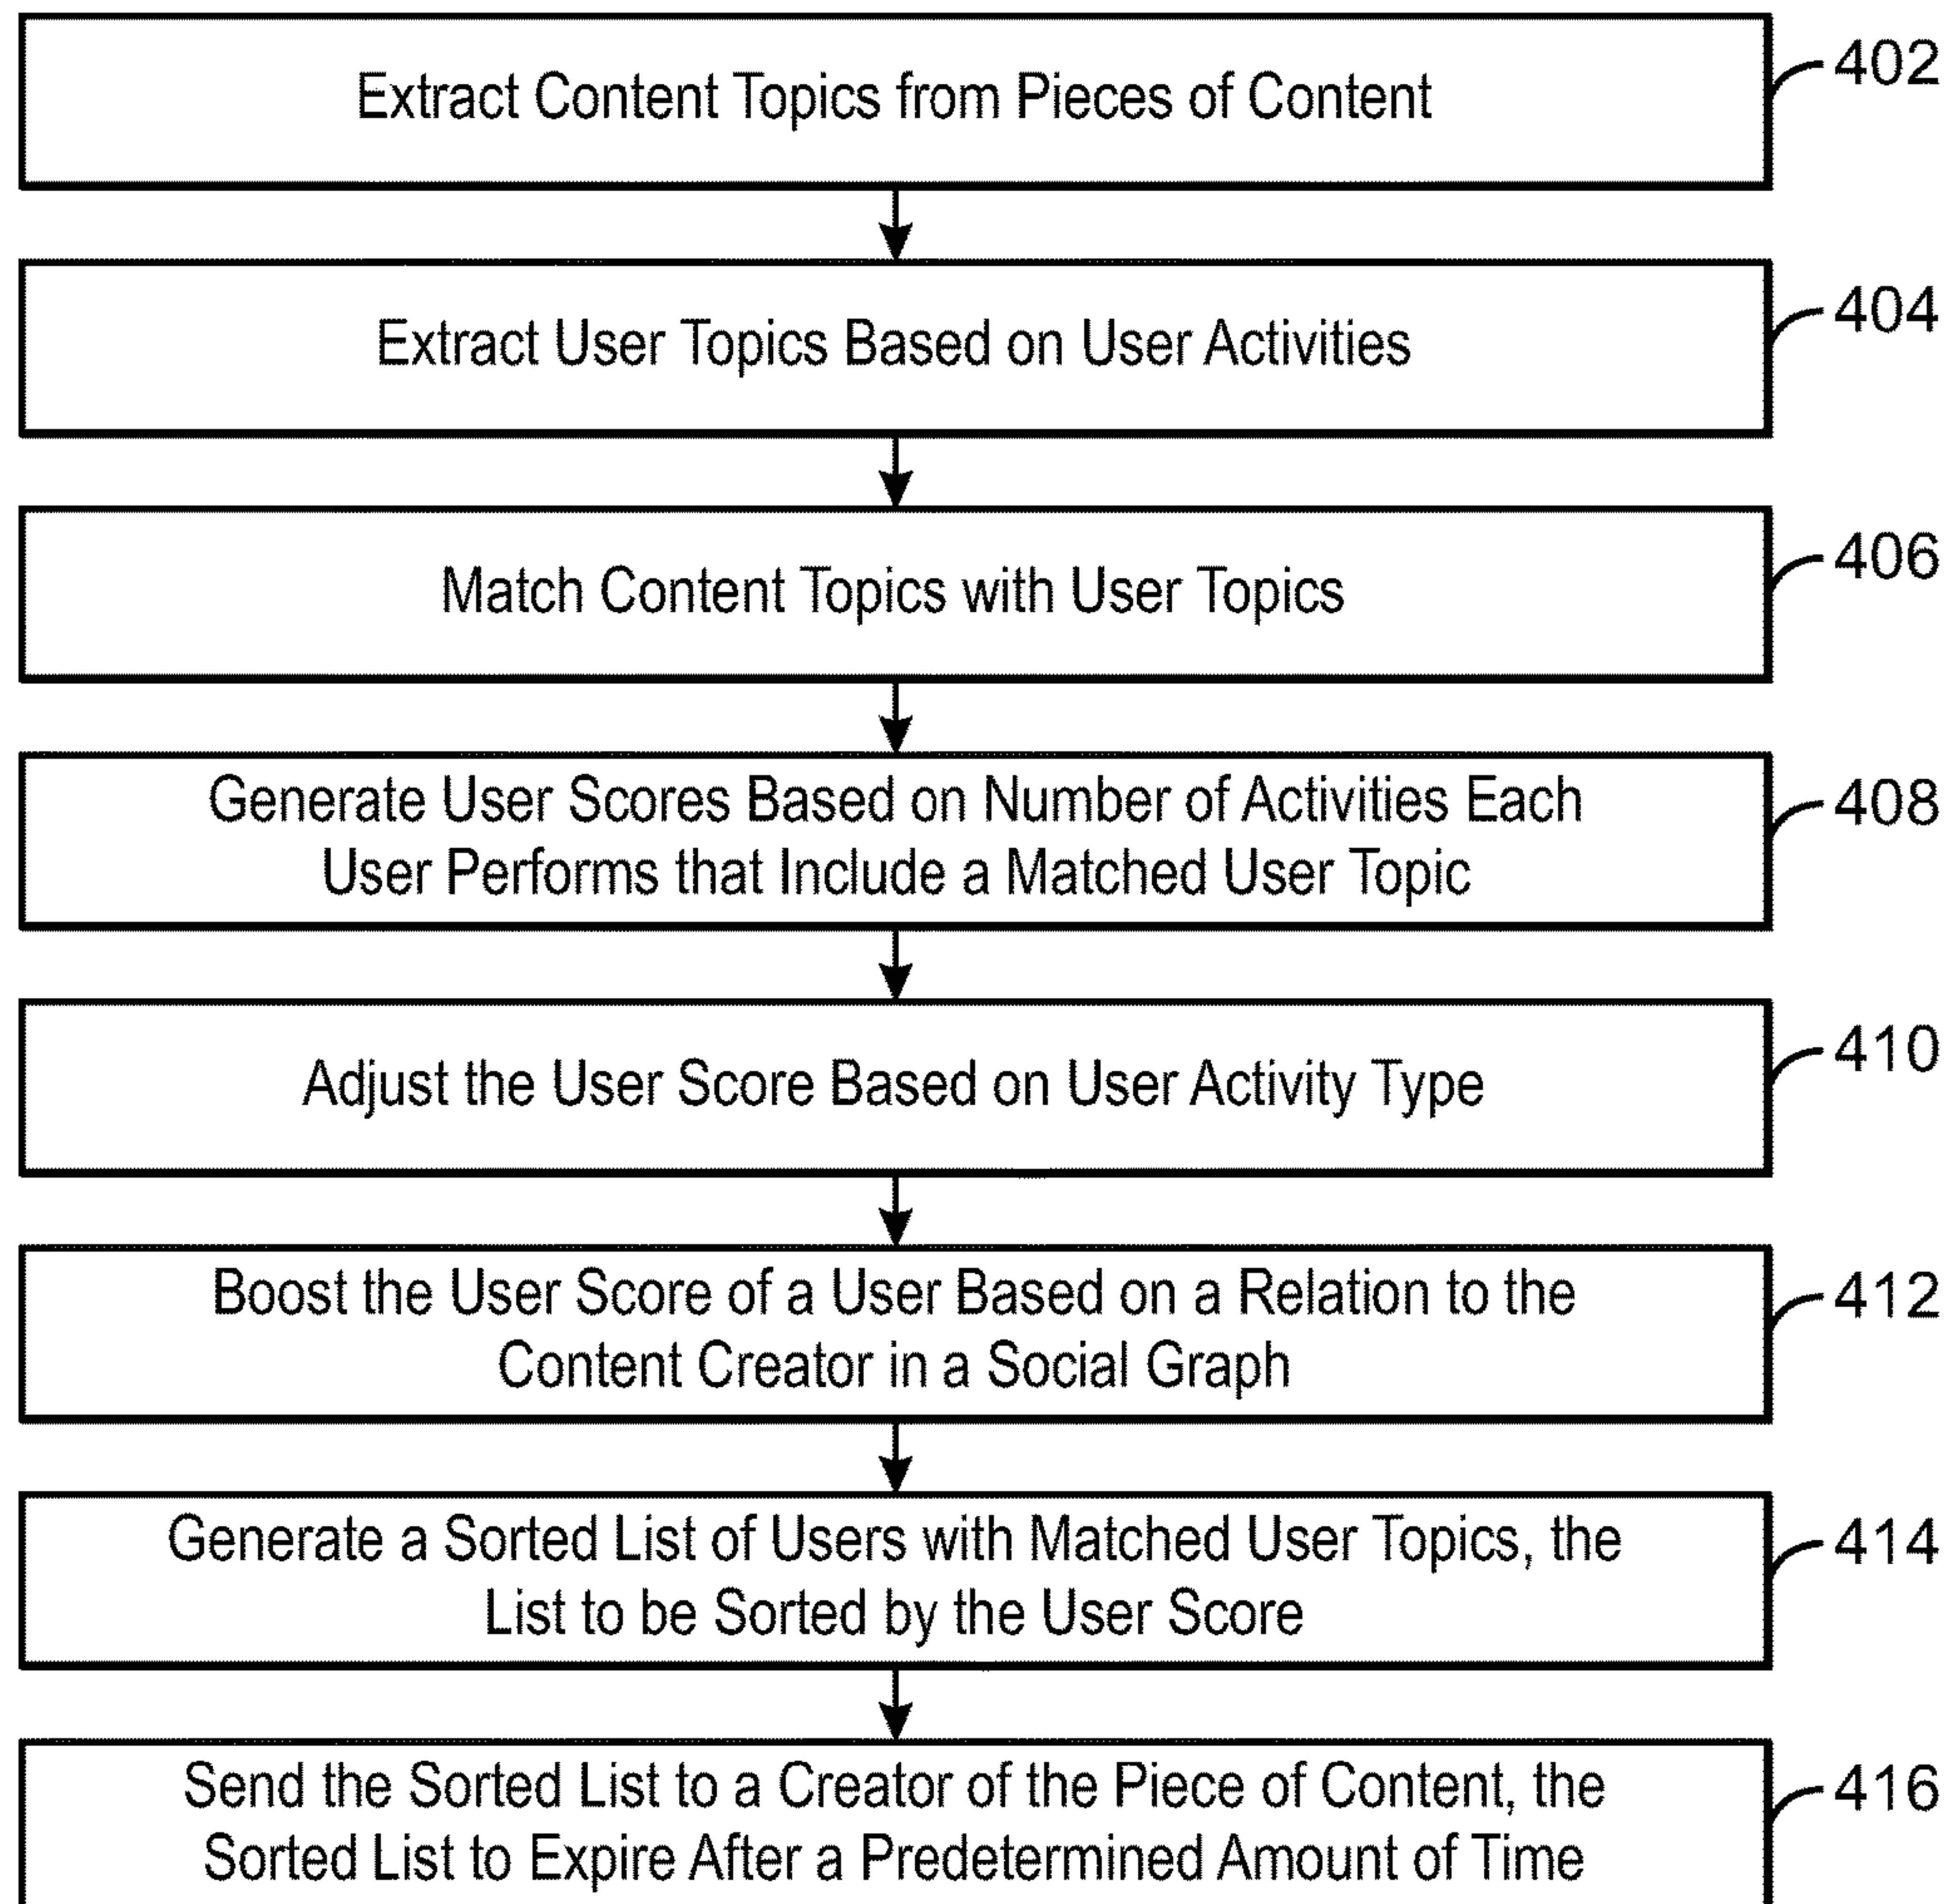 Extract Content Topics from Pieces of Content
402
Extract User Topics Based on User Activities
404
Match Content Topics with User Topics
406
Generate User Scores Based on Number of Activities Each
User Performs that Include a Matched User Topic
408
Adjust the User Score Based on User Activity Type
410
Boost the User Score of a User Based on a Relation to the
Content Creator in a Social Graph
412
Generate a Sorted List of Users with Matched User Topics, the
List to be Sorted by the User Score
414
Send the Sorted List to a Creator of the Piece of Content, the
Sorted List to Expire After a Predetermined Amount of Time
416